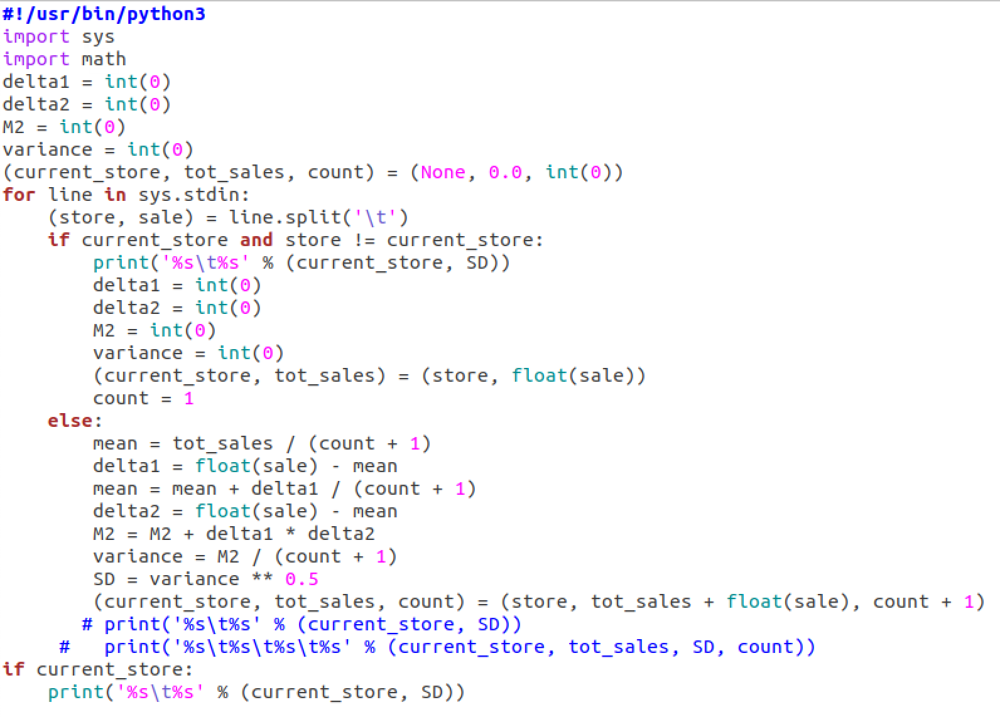 #!/usr/bin/python3
import sys
import math
delta1 = int(0)
delta2 = int(0)
M2 = int(0)
variance = int(0)
(current_store, tot_sales, count) = (None, 0.0, int(0))
for line in sys.stdin:
    (store, sale) = line.split('\t')
    if current_store and store != current_store:
        print('%s\t%s' % (current_store, SD))
        delta1 = int(0)
        delta2 = int(0)
        M2 = int(0)
        variance = int(0)
        (current_store, tot_sales) = (store, float(sale))
        count = 1
    else:
        mean = tot_sales / (count + 1)
        delta1 = float(sale) - mean
        mean = mean + delta1 / (count + 1)
        delta2 = float(sale) - mean
        M2 = M2 + delta1 * delta2
        variance = M2 / (count + 1)
        SD = variance ** 0.5
        (current_store, tot_sales, count) = (store, tot_sales + float(sale), count + 1)
       # print('%s\t%s' % (current_store, SD))
     #   print('%s\t%s\t%s\t%s' % (current_store, tot_sales, SD, count))
if current_store:
    print('%s\t%s' % (current_store, SD))